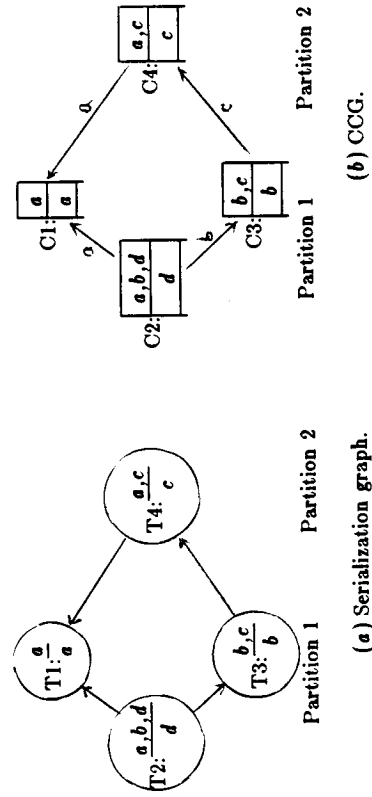 T1: a
a
T2: a,b,d
d
T3: b,c
b
T4: a,c
c
Partition 1
Partition 2
(a) Serialization graph.
C1: a
a
C2: a,b,d
d
C3: b,c
b
C4: a,c
c
a
a
b
c
Partition 1
Partition 2
(b) CCG.